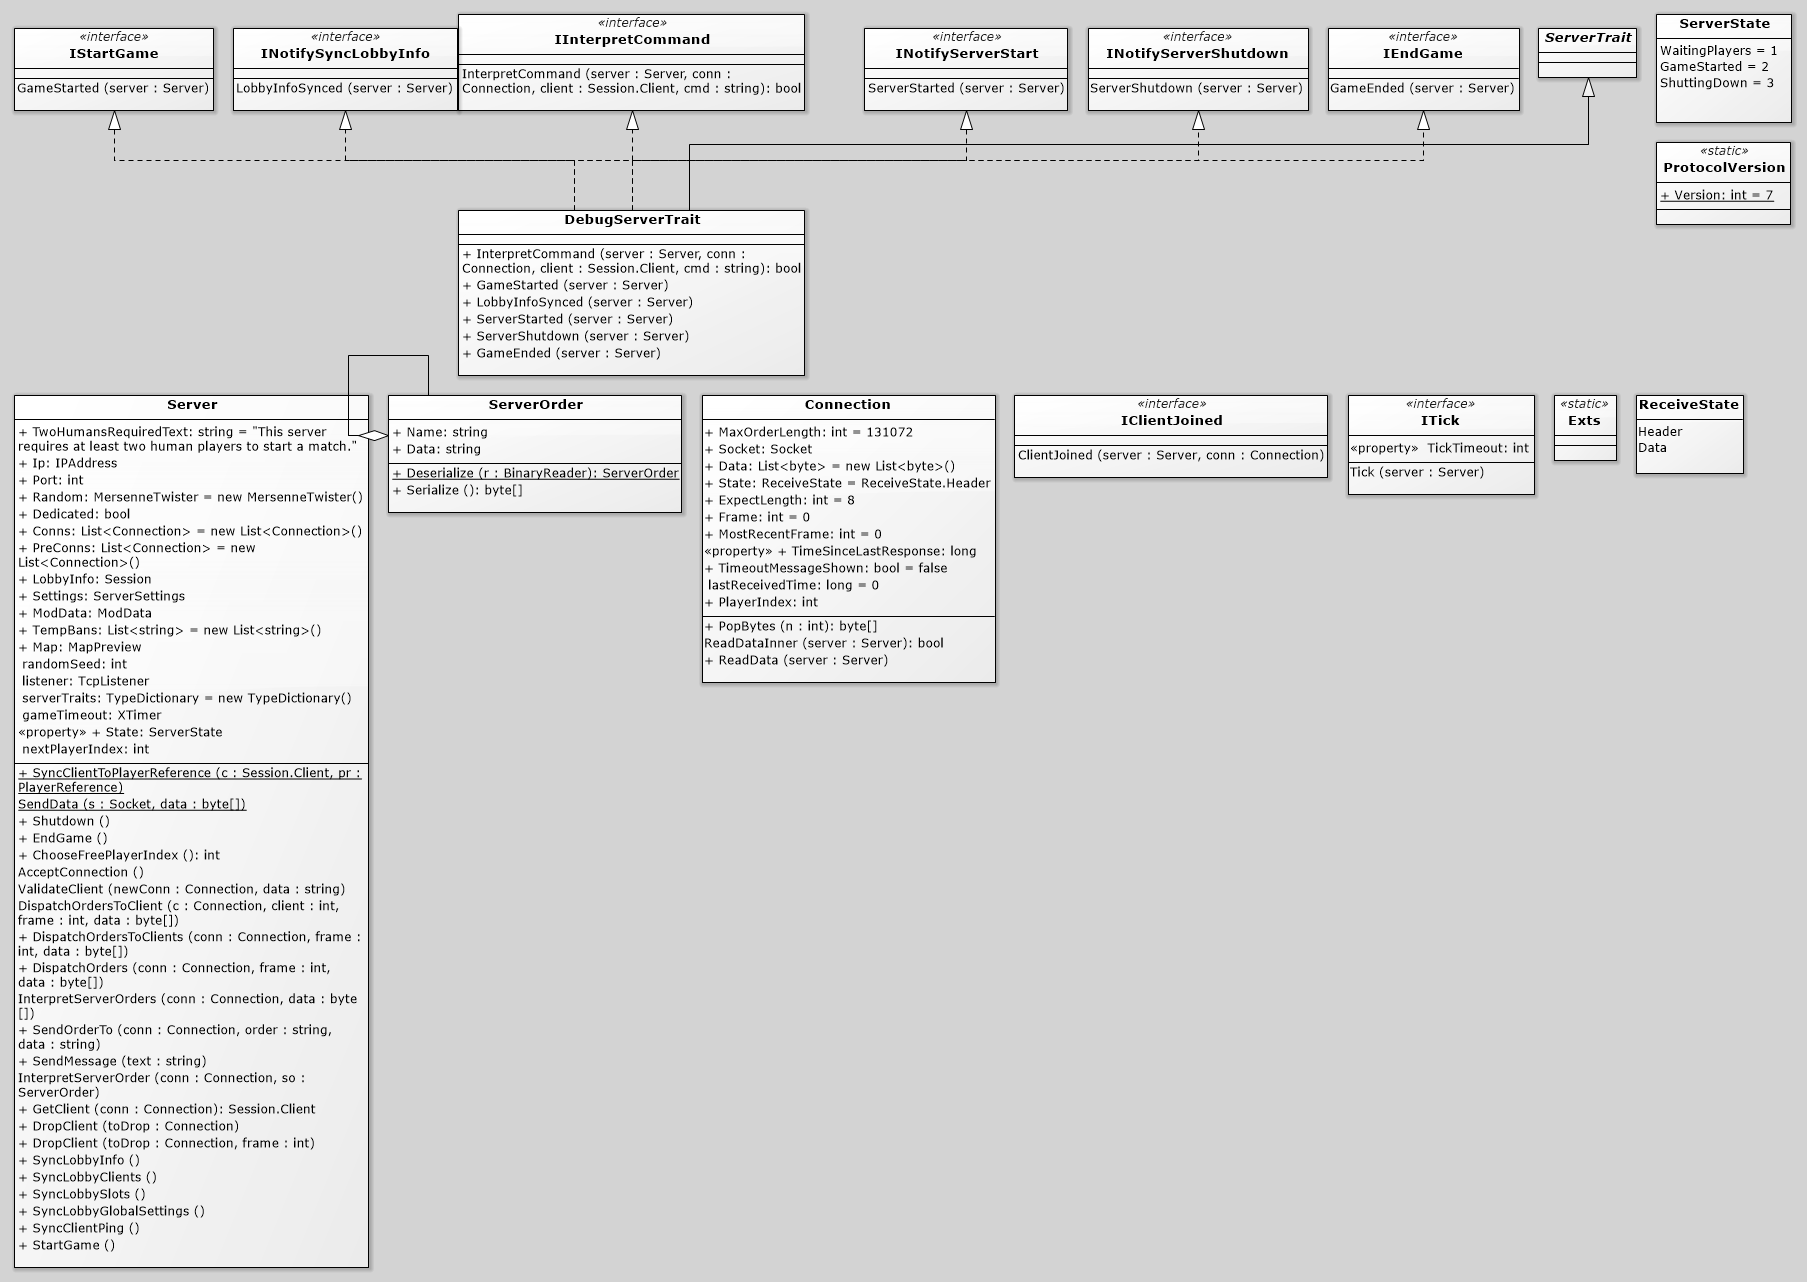 «interface»
IStartGame
GameStarted (server : Server)
«interface»
INotifySyncLobbyInfo
LobbyInfoSynced (server : Server)
«interface»
IInterpretCommand
InterpretCommand (server : Server, conn :
Connection, client : Session.Client, cmd : string): bool
«interface»
INotifyServerStart
ServerStarted (server : Server)
«interface»
INotifyServerShutdown
ServerShutdown (server : Server)
«interface»
IEndGame
GameEnded (server : Server)
ServerTrait
ServerState
WaitingPlayers = 1
GameStarted = 2
ShuttingDown = 3
«static»
ProtocolVersion
+ Version: int = 7
DebugServerTrait
+ InterpretCommand (server : Server, conn :
Connection, client : Session.Client, cmd : string): bool
+ GameStarted (server : Server)
+ LobbyInfoSynced (server : Server)
+ ServerStarted (server : Server)
+ ServerShutdown (server : Server)
+ GameEnded (server : Server)
Server
+ TwoHumansRequiredText: string = "This server
requires at least two human players to start a match."
+ Ip: IPAddress
+ Port: int
+ Random: MersenneTwister = new MersenneTwister()
+ Dedicated: bool
+ Conns: List<Connection> = new List<Connection>()
+ PreConns: List<Connection> = new
List<Connection>()
+ LobbyInfo: Session
+ Settings: ServerSettings
+ ModData: ModData
+ TempBans: List<string> = new List<string>()
+ Map: MapPreview
randomSeed: int
listener: TcpListener
serverTraits: TypeDictionary = new TypeDictionary()
gameTimeout: XTimer
«property» + State: ServerState
nextPlayerIndex: int
+ SyncClientToPlayerReference (c : Session.Client, pr :
PlayerReference)
SendData (s : Socket, data : byte[])
+ Shutdown ()
+ EndGame ()
+ ChooseFreePlayerIndex (): int
AcceptConnection ()
ValidateClient (newConn : Connection, data : string)
DispatchOrdersToClient (c : Connection, client : int,
frame : int, data : byte[])
+ DispatchOrdersToClients (conn : Connection, frame :
int, data : byte[])
+ DispatchOrders (conn : Connection, frame : int,
data : byte[])
InterpretServerOrders (conn : Connection, data : byte
[])
+ SendOrderTo (conn : Connection, order : string,
data : string)
+ SendMessage (text : string)
InterpretServerOrder (conn : Connection, so :
ServerOrder)
+ GetClient (conn : Connection): Session.Client
+ DropClient (toDrop : Connection)
+ DropClient (toDrop : Connection, frame : int)
+ SyncLobbyInfo ()
+ SyncLobbyClients ()
+ SyncLobbySlots ()
+ SyncLobbyGlobalSettings ()
+ SyncClientPing ()
+ StartGame ()
ServerOrder
+ Name: string
+ Data: string
+ Deserialize (r : BinaryReader): ServerOrder
+ Serialize (): byte[]
Connection
+ MaxOrderLength: int = 131072
+ Socket: Socket
+ Data: List<byte> = new List<byte>()
+ State: ReceiveState = ReceiveState.Header
+ ExpectLength: int = 8
+ Frame: int = 0
+ MostRecentFrame: int = 0
«property» + TimeSinceLastResponse: long
+ TimeoutMessageShown: bool = false
lastReceivedTime: long = 0
+ PlayerIndex: int
+ PopBytes (n : int): byte[]
ReadDataInner (server : Server): bool
+ ReadData (server : Server)
«interface»
IClientJoined
ClientJoined (server : Server, conn : Connection)
«interface»
ITick
«property» TickTimeout: int
Tick (server : Server)
«static»
Exts
ReceiveState
Header
Data